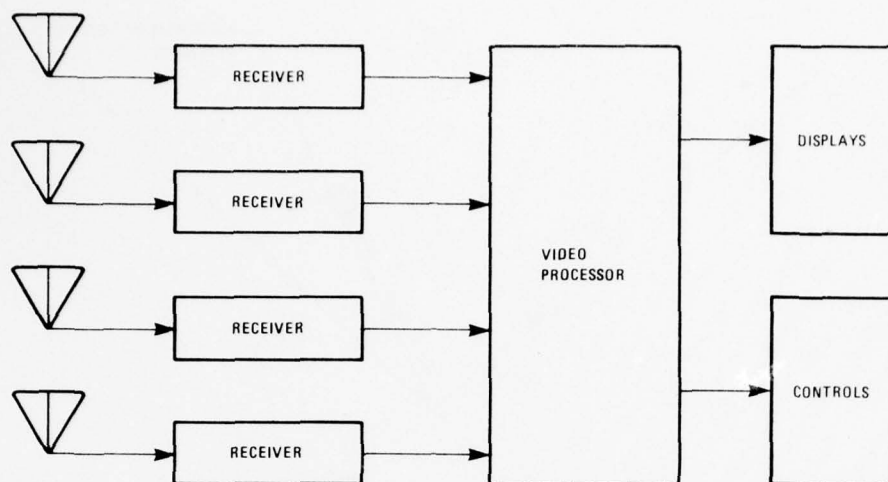 RECEIVER
RECEIVER
RECEIVER
RECEIVER
VIDEO
PROCESSOR
DISPLAYS
CONTROLS